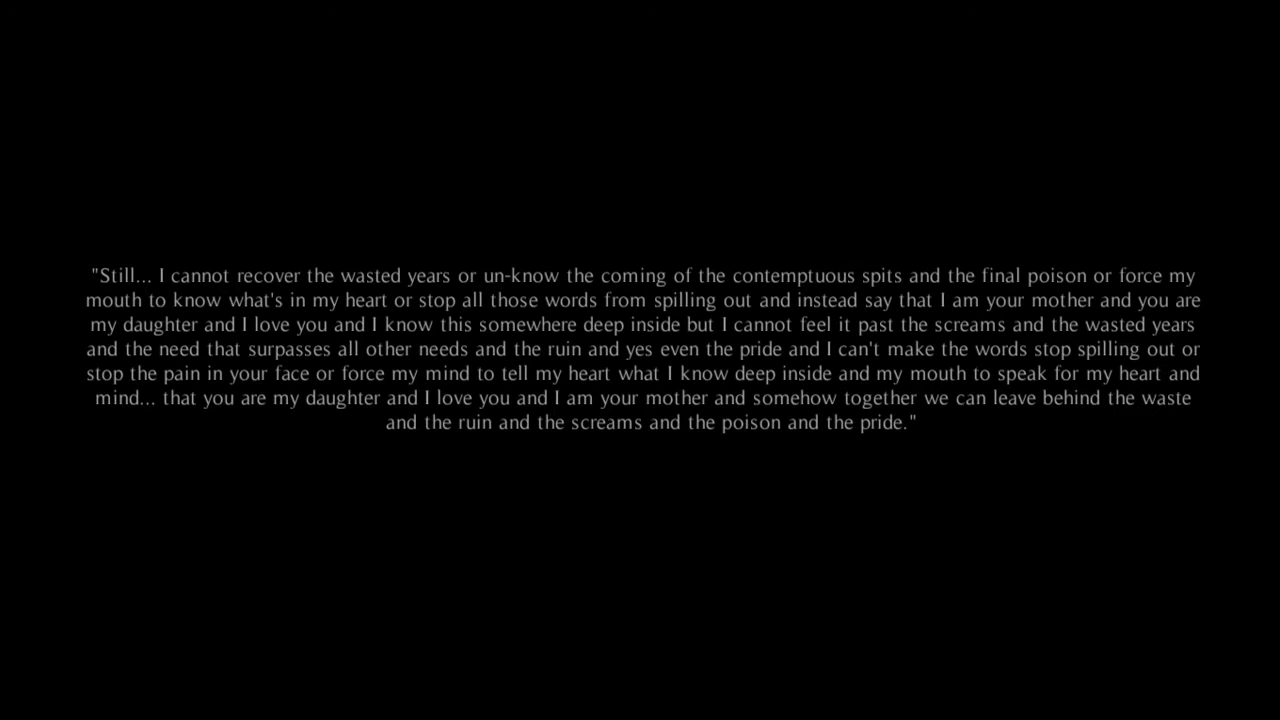 "Still... I cannot recover the wasted years or un-know the coming of the contemptuous spits and the final poison or force my
mouth to know what's in my heart or stop all those words from spilling out and instead say that I am your mother and you are
my daughter and I love you and I know this somewhere deep inside but I cannot feel it past the screams and the wasted years
and the need that surpasses all other needs and the ruin and yes even the pride and I can't make the words stop spilling out or
stop the pain in your face or force my mind to tell my heart what I know deep inside and my mouth to speak for my heart and
mind... that you are my daughter and I love you and I am your mother and somehow together we can leave behind the waste
and the ruin and the screams and the poison and the pride."